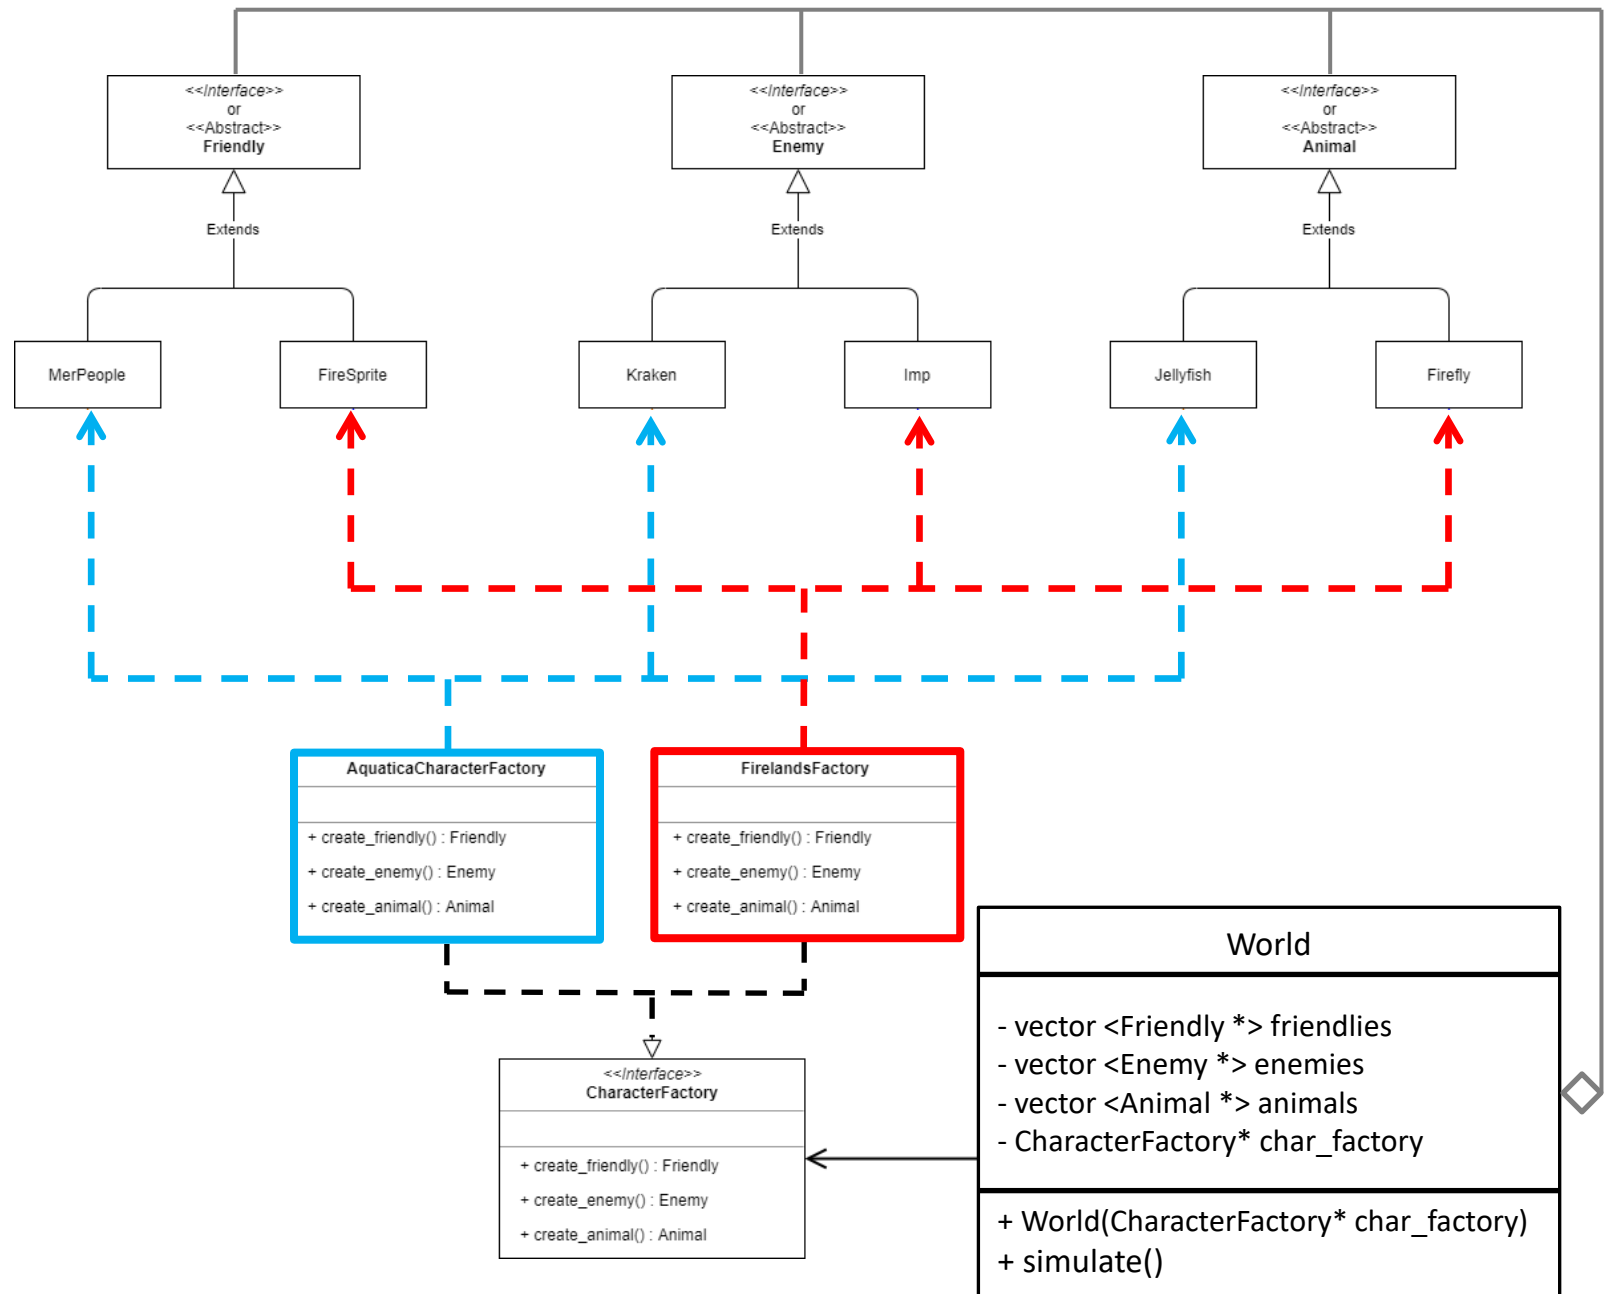 <<Interface>>
or
<<Abstract>>
Friendly
<<Interface>>
or
<<Abstract>>
Enemy
<<Interface>>
or
<<Abstract>>
Animal
Extends
Extends
Extends
MerPeople
FireSprite
Kraken
Imp
Jellyfish
Firefly
AquaticaCharacterFactory
+ create_friendly() : Friendly
+ create_enemy() : Enemy
+ create_animal() : Animal
FirelandsFactory
+ create_friendly() : Friendly
+ create_enemy() : Enemy
+ create_animal() : Animal
<<Interface>>
CharacterFactory
+ create_friendly() : Friendly
+ create_enemy() : Enemy
+ create_animal() : Animal
World
- vector <Friendly *> friendlies
- vector <Enemy *> enemies
- vector <Animal *> animals
- CharacterFactory* char_factory
+ World(CharacterFactory* char_factory)
+ simulate()